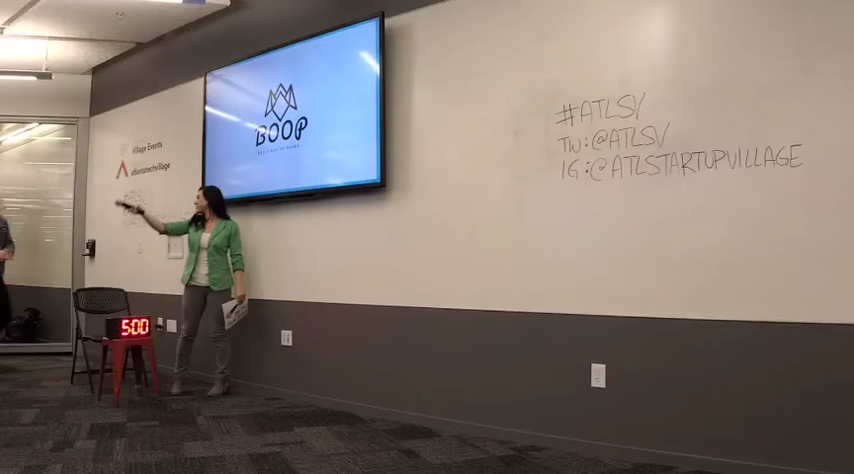 Village Events
atlantatechvillage
BOOP
5:00
#ATLSV
TW:@ATLSV
IG:@ATLSTARTUPVILLAGE